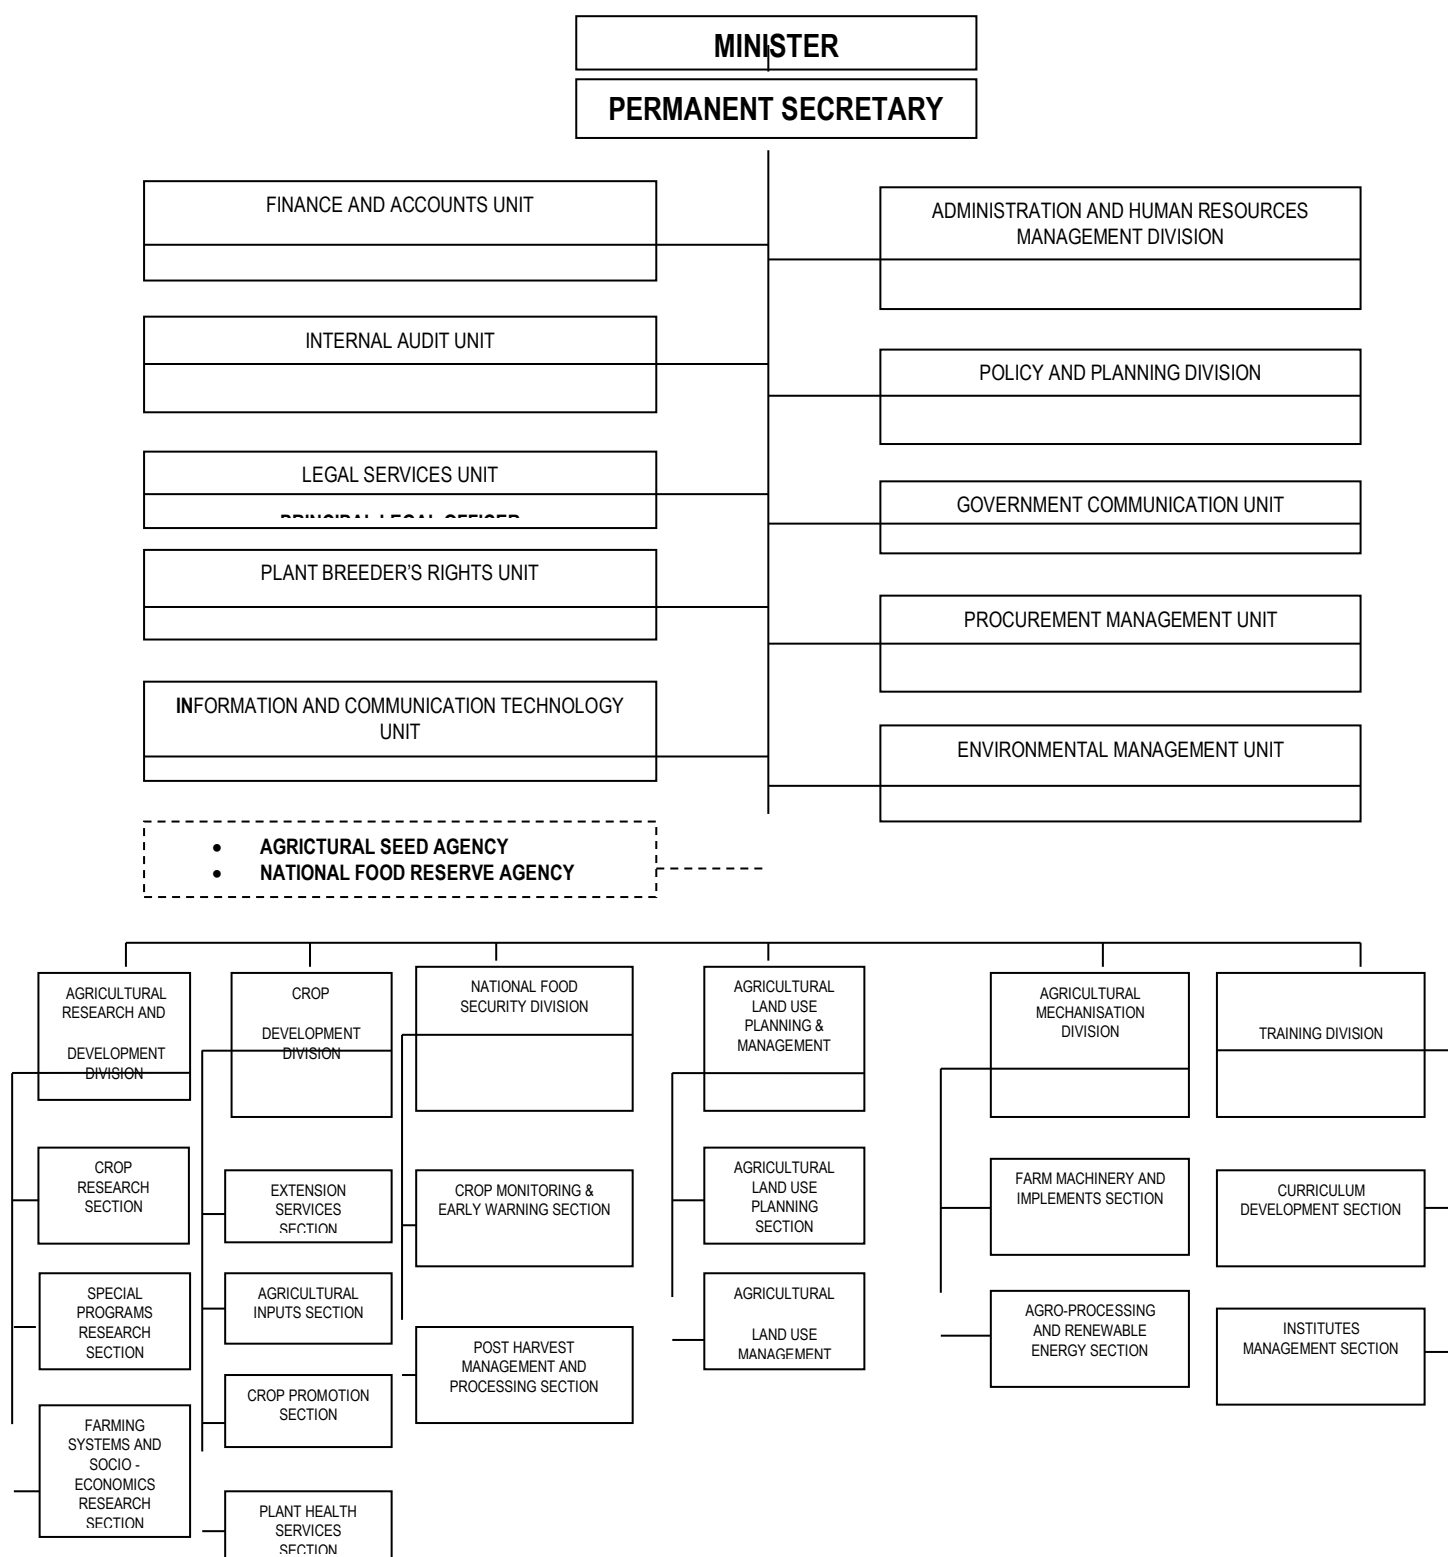 MINISTER
PERMANENT SECRETARY
FINANCE AND ACCOUNTS UNIT
ADMINISTRATION AND HUMAN RESOURCES
MANAGEMENT DIVISION
INTERNAL AUDIT UNIT
POLICY AND PLANNING DIVISION
LEGAL SERVICES UNIT
PRINCIPAL LEGAL OFFICER
GOVERNMENT COMMUNICATION UNIT
PLANT BREEDER’S RIGHTS UNIT
PROCUREMENT MANAGEMENT UNIT
INFORMATION AND COMMUNICATION TECHNOLOGY
UNIT
ENVIRONMENTAL MANAGEMENT UNIT
• AGRICTURAL SEED AGENCY
• NATIONAL FOOD RESERVE AGENCY
AGRICULTURAL
RESEARCH AND
DEVELOPMENT
DIVISION
CROP
DEVELOPMENT
DIVISION
NATIONAL FOOD
SECURITY DIVISION
AGRICULTURAL
LAND USE
PLANNING &
MANAGEMENT
AGRICULTURAL
MECHANISATION
DIVISION
TRAINING DIVISION
CROP
RESEARCH
SECTION
EXTENSION
SERVICES
SECTION
CROP MONITORING &
EARLY WARNING SECTION
AGRICULTURAL
LAND USE
PLANNING
SECTION
FARM MACHINERY AND
IMPLEMENTS SECTION
CURRICULUM
DEVELOPMENT SECTION
SPECIAL
PROGRAMS
RESEARCH
SECTION
AGRICULTURAL
INPUTS SECTION
POST HARVEST
MANAGEMENT AND
PROCESSING SECTION
AGRICULTURAL
LAND USE
MANAGEMENT
AGRO-PROCESSING
AND RENEWABLE
ENERGY SECTION
INSTITUTES
MANAGEMENT SECTION
CROP PROMOTION
SECTION
FARMING
SYSTEMS AND
SOCIO -
ECONOMICS
RESEARCH
SECTION
PLANT HEALTH
SERVICES
SECTION